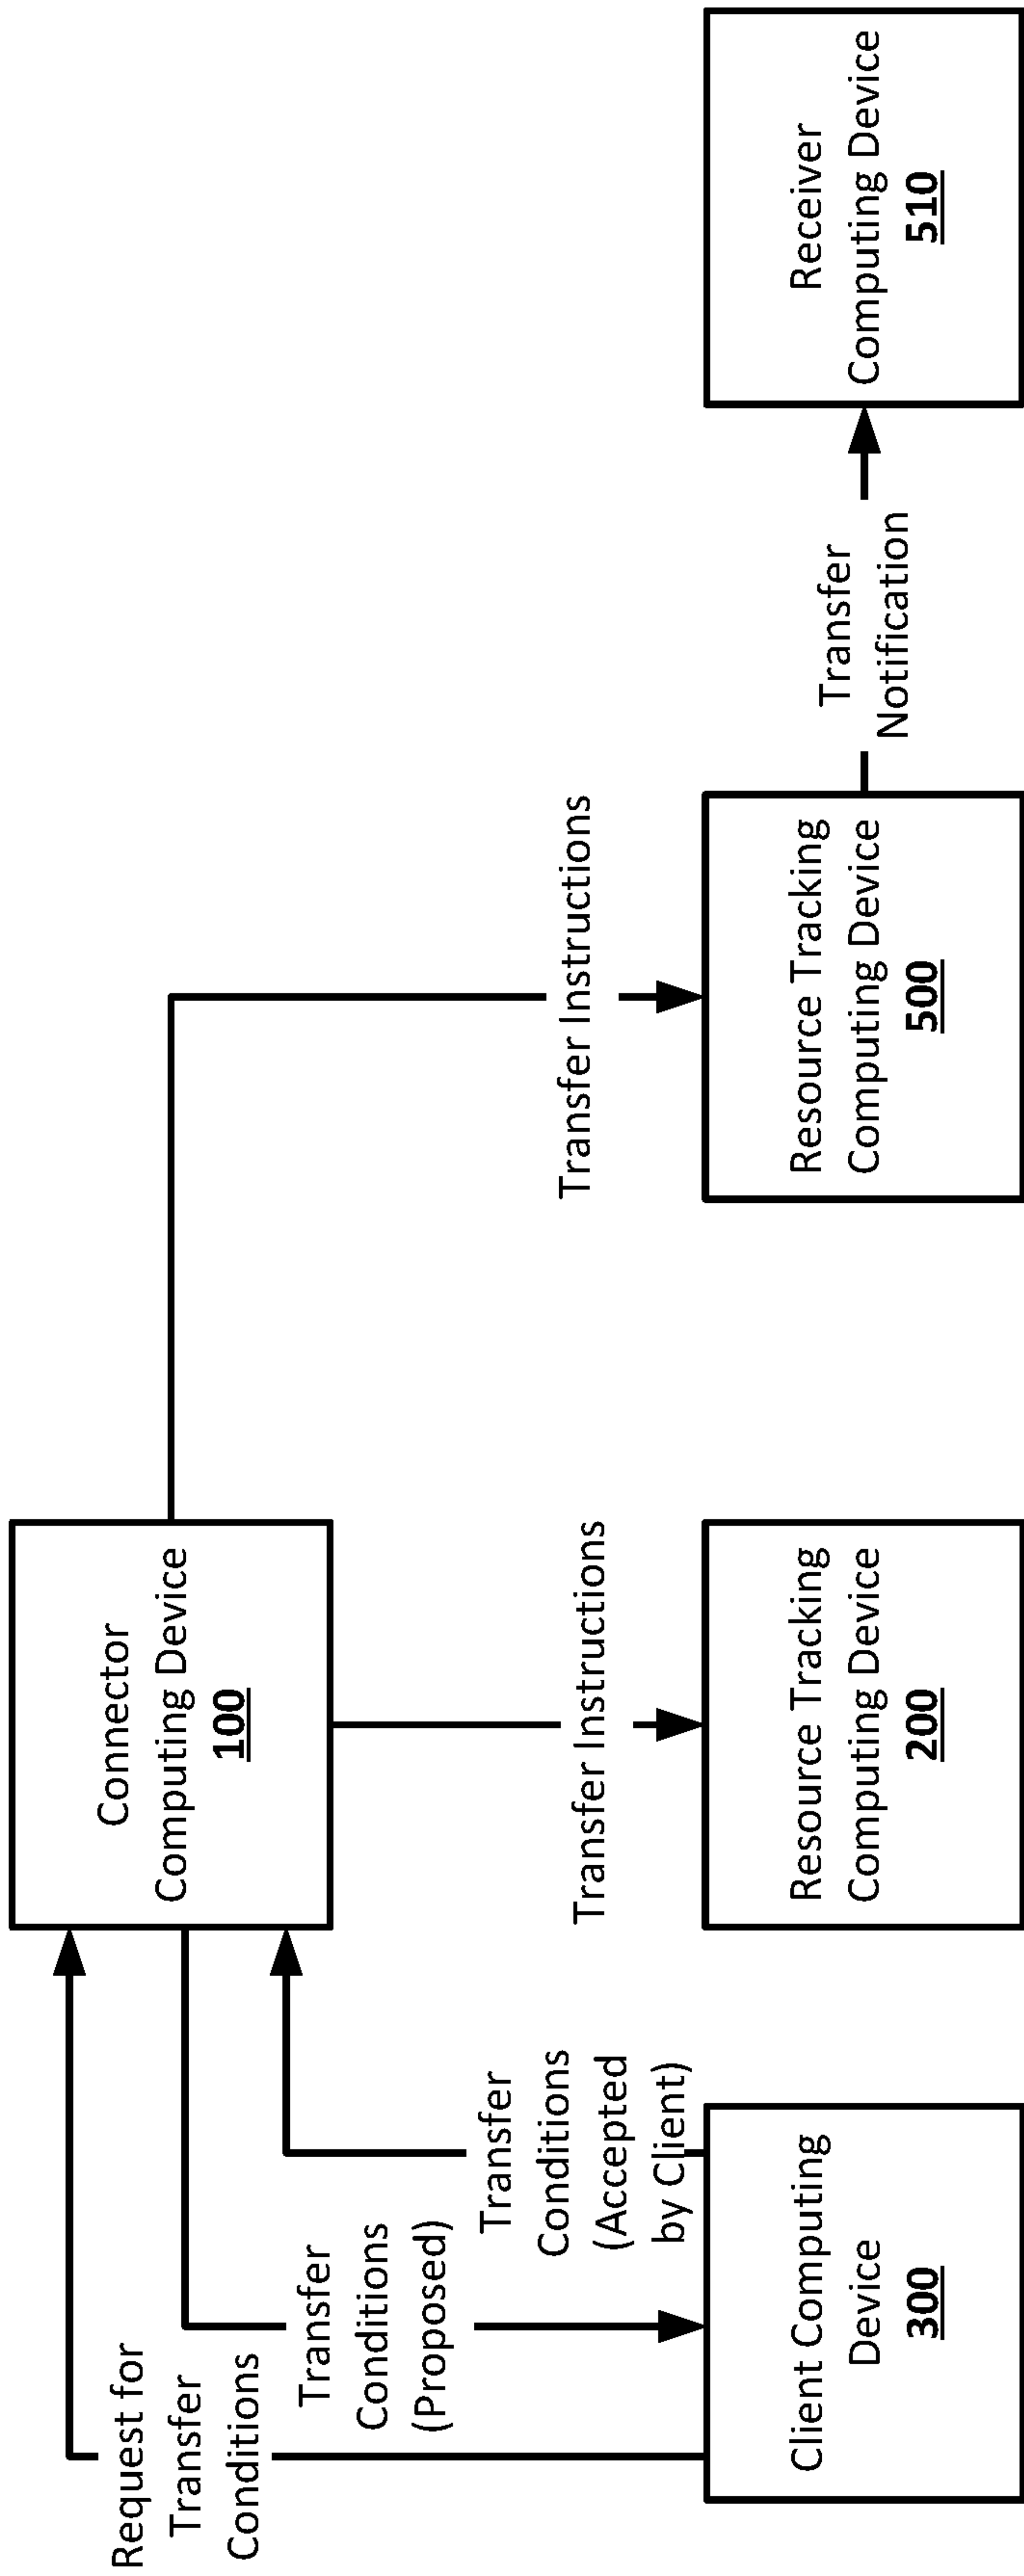 Connector
Computing Device
100
Request for
Transfer
Conditions
Transfer
Conditions
(Proposed)
Transfer
Conditions
(Accepted
by Client)
Transfer Instructions
Transfer Instructions
Client Computing
Device
300
Resource Tracking
Computing Device
200
Resource Tracking
Computing Device
500
Transfer
Notification
Receiver
Computing Device
510